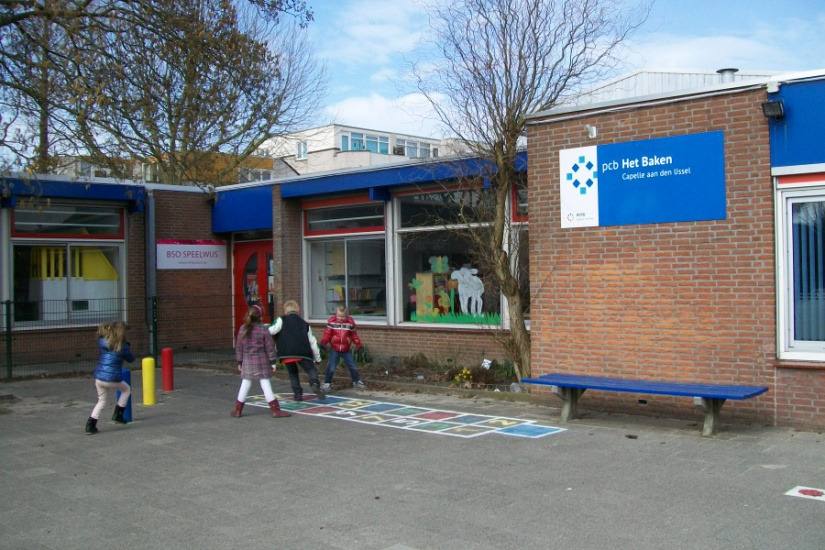 pcb Het Baken
Capelle aan den IJssel
BSO SPEELWIJS